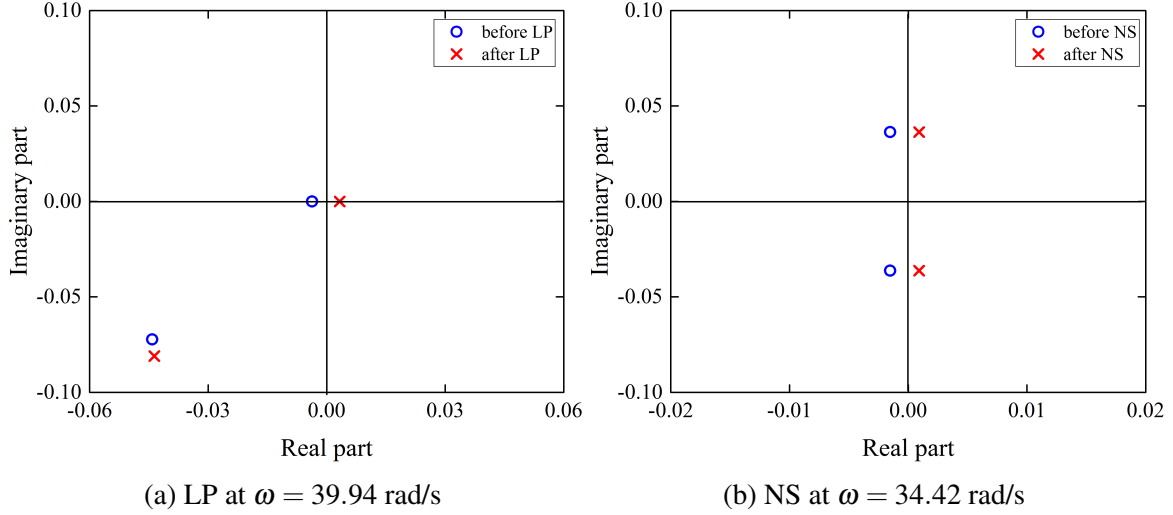 0.10
0.05
0.00
-0.05
-0.10
-0.06
-0.03
0.00
0.03
0.06
Imaginary part
Real part
before LP
after LP
(a) LP at ω = 39.94 rad/s
0.10
0.05
0.00
-0.05
-0.10
-0.02
-0.01
0.00
0.01
0.02
Imaginary part
Real part
before NS
after NS
(b) NS at ω = 34.42 rad/s